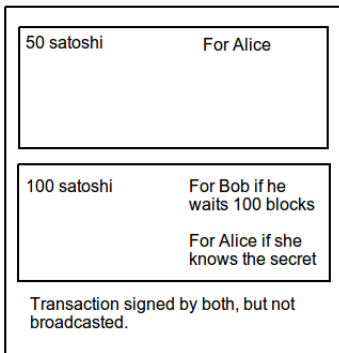 50 satoshi For Alice
100 satoshi For Bob if he
waits 100 blocks
For Alice if she
knows the secret
Transaction signed by both, but not
broadcasted.